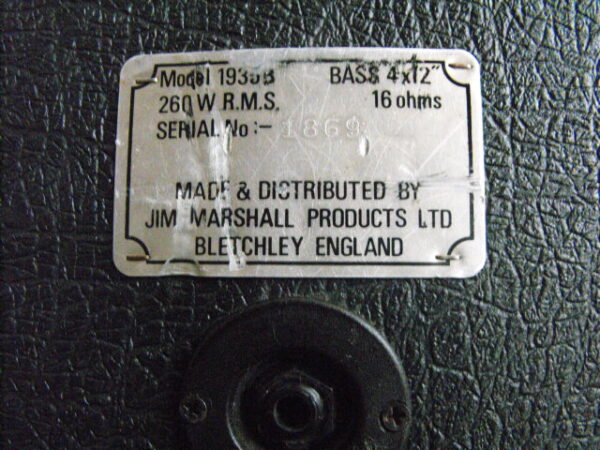 Model 1935B BASS 4x12"
260 W R.M.S. 16 ohms
SERIAL No :- 1869
MADE & DISTRIBUTED BY
JIM MARSHALL PRODUCTS LTD
BLETCHLEY ENGLAND